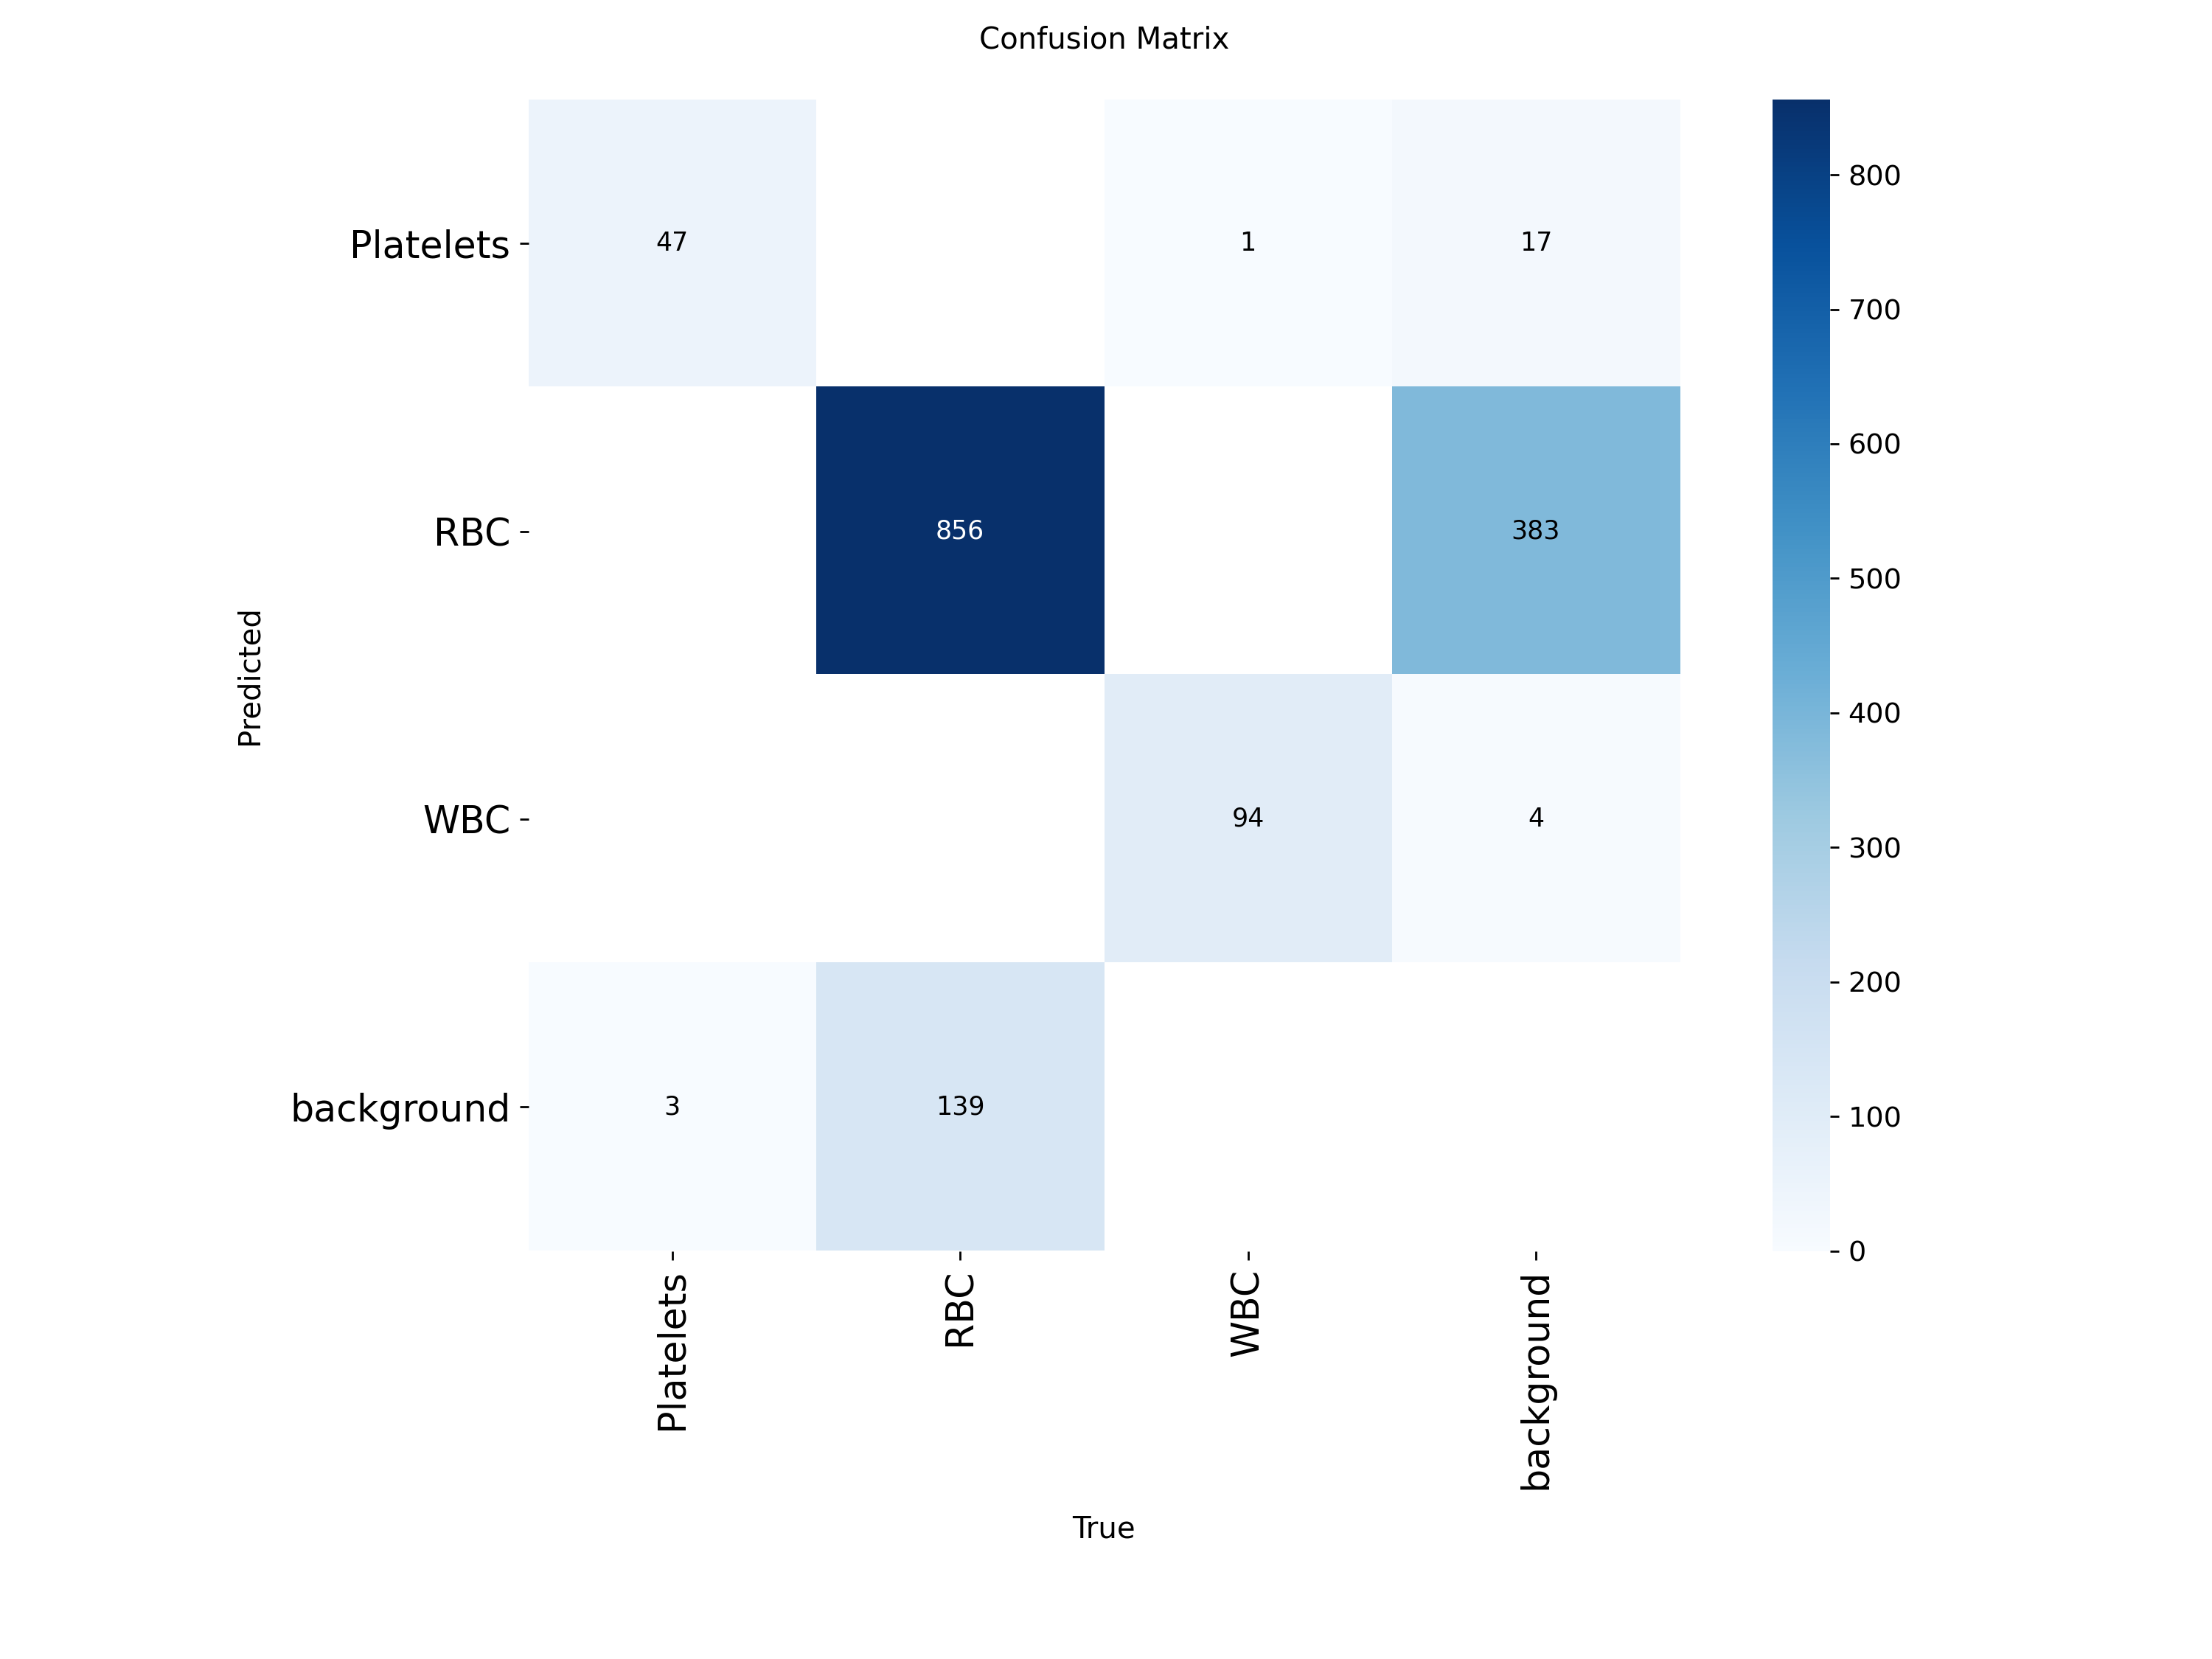 Confusion Matrix
Platelets
47
1
17
800
700
600
RBC
856
383
500
Predicted
400
WBC
94
4
300
200
background
3
139
100
0
Platelets
RBC
WBC
background
True